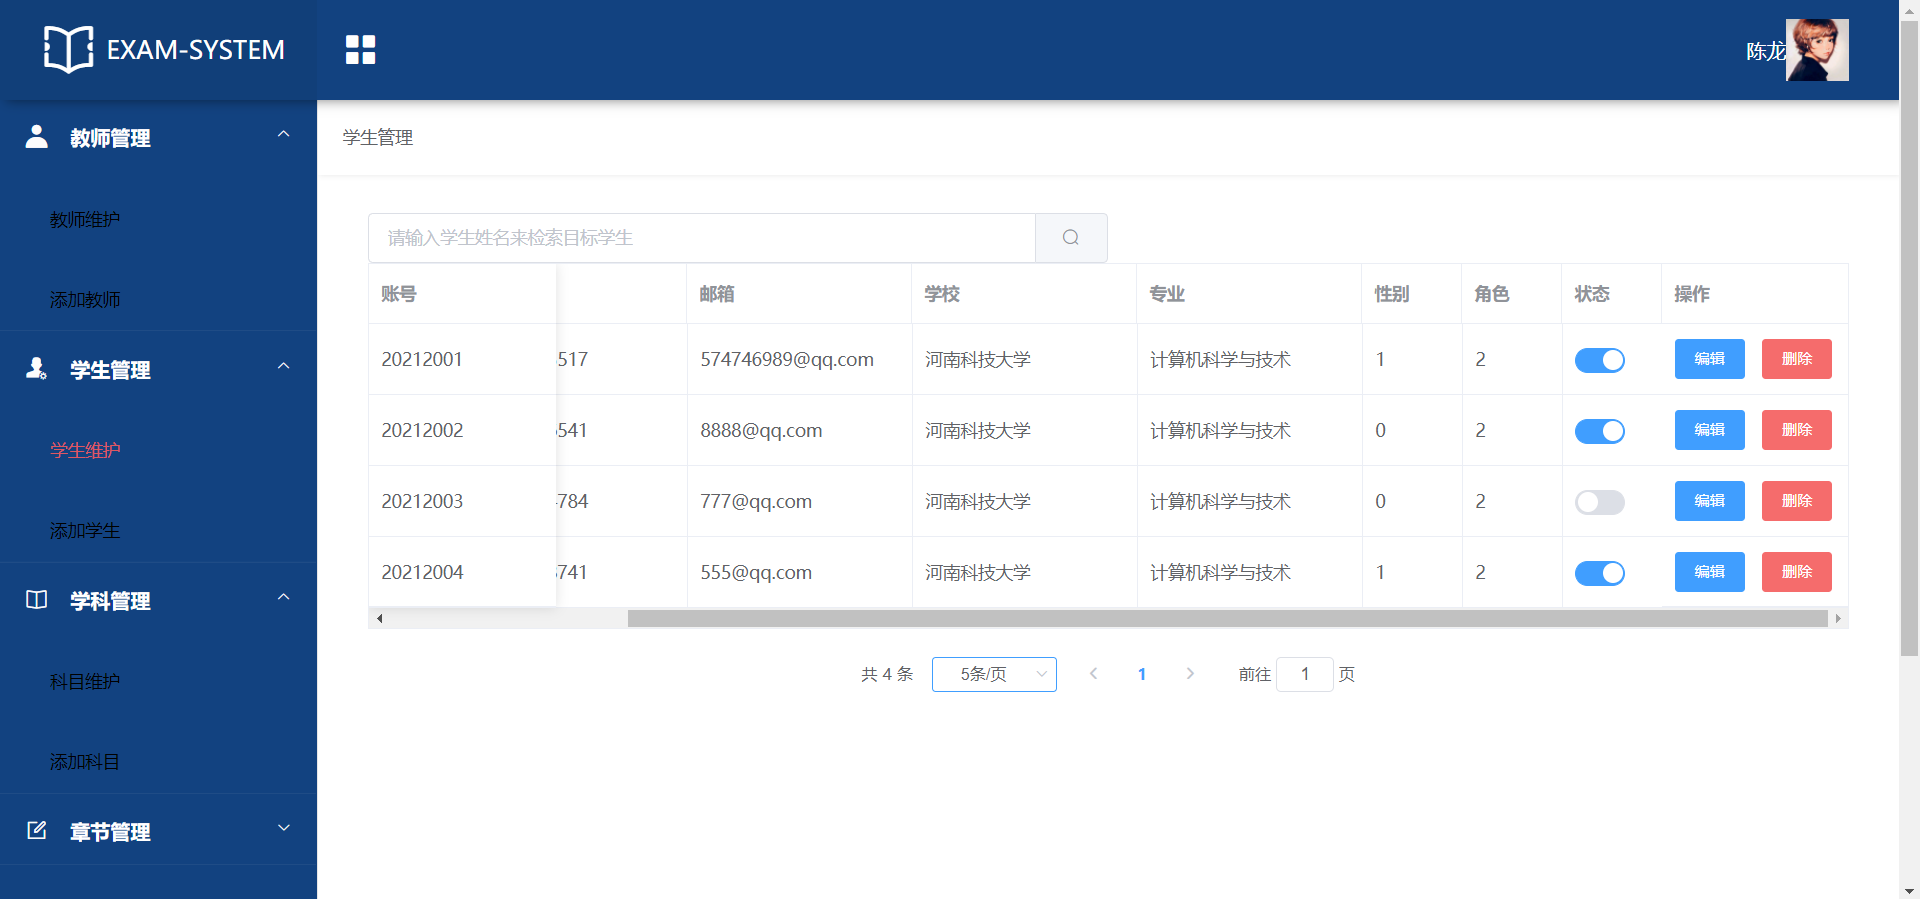 EXAM-SYSTEM
陈龙
教师管理
教师维护
添加教师
学生管理
学生维护
添加学生
学科管理
科目维护
添加科目
章节管理
学生管理
请输入学生姓名来检索目标学生
账号 邮箱 学校 专业 性别 角色 状态 操作
20212001 517 574746989@qq.com 河南科技大学 计算机科学与技术 1 2 编辑 删除
20212002 541 8888@qq.com 河南科技大学 计算机科学与技术 0 2 编辑 删除
20212003 784 777@qq.com 河南科技大学 计算机科学与技术 0 2 编辑 删除
20212004 741 555@qq.com 河南科技大学 计算机科学与技术 1 2 编辑 删除
共 4 条 5条/页 1 前往 1 页